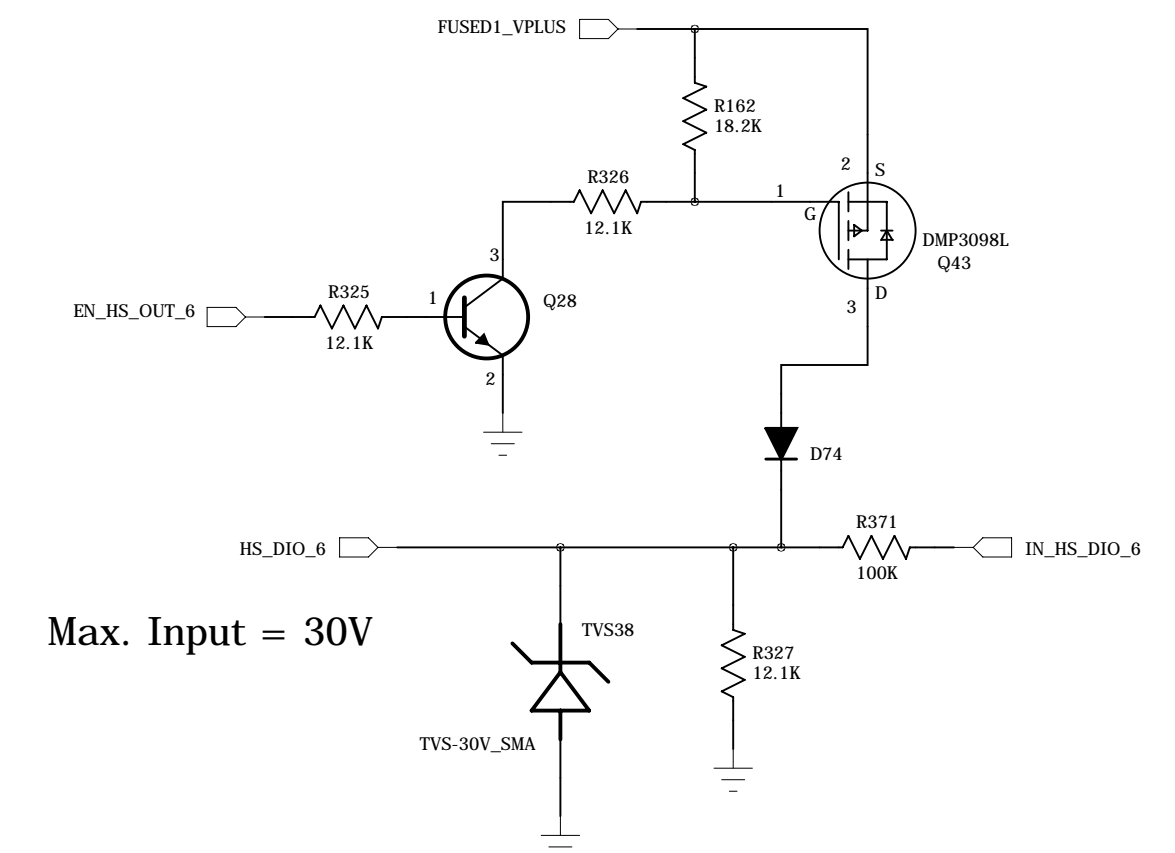 FUSED1_VPLUS
R162
18.2K
2
S
R326
1
G
12.1K
DMP3098L
Q43
3
D
3
R325
1
Q28
EN_HS_OUT_6
12.1K
2
D74
R371
HS_DIO_6
IN_HS_DIO_6
100K
Max. Input = 30V
TVS38
R327
12.1K
TVS-30V_SMA